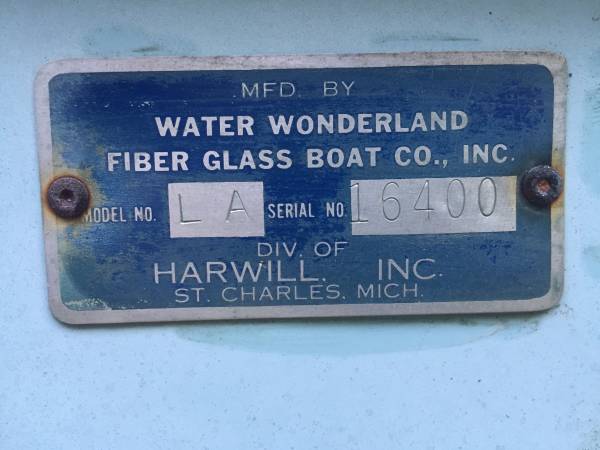 MFD. BY
WATER WONDERLAND
FIBER GLASS BOAT CO., INC.
MODEL NO. L A SERIAL NO 16400
DIV. OF
HARWILL. INC.
ST. CHARLES. MICH.